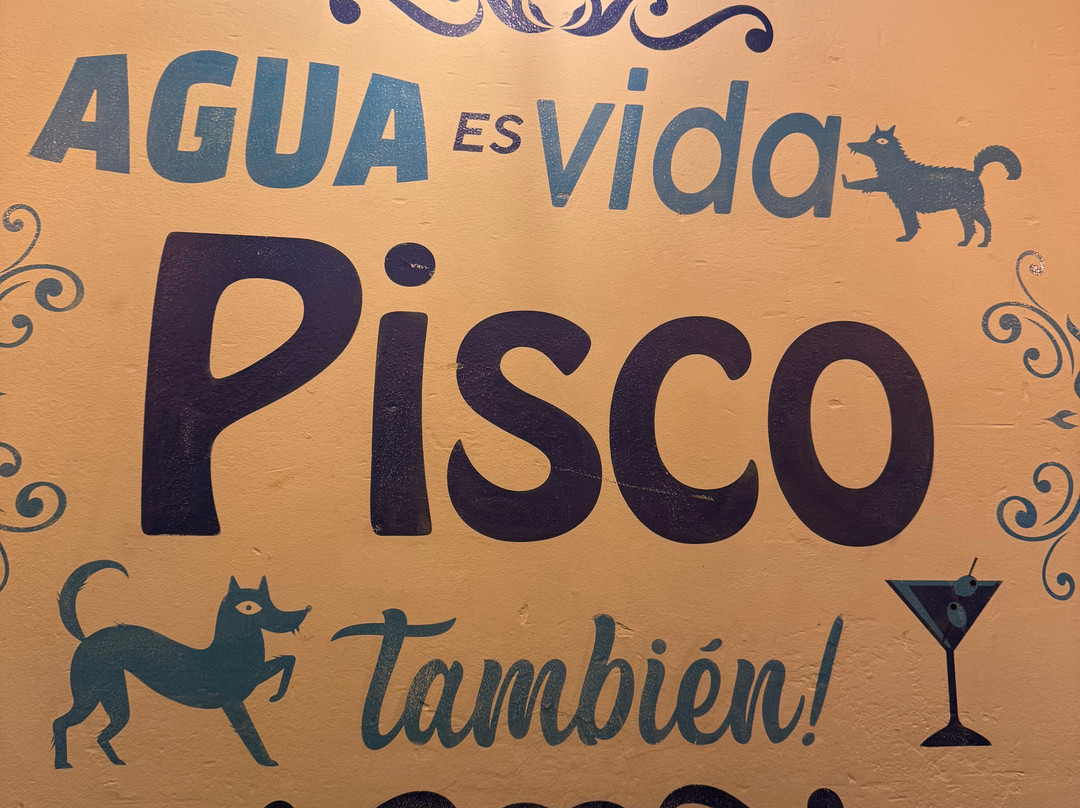 AGUA ES vida
Pisco
también!